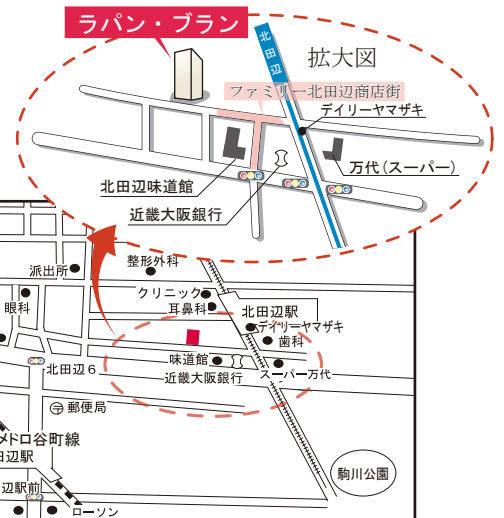 ラパン・ブラン
北田辺
拡大図
ファミリー北田辺商店街
デイリーヤマザキ
万代(スーパー)
北田辺味道館
近畿大阪銀行
派出所
整形外科
クリニック
耳鼻科
眼科
北田辺駅
デイリーヤマザキ
歯科
味道館
近畿大阪銀行
スーパー万代
北田辺6
〒郵便局
メトロ谷町線
田辺駅
辺駅前
ローソン
駒川公園